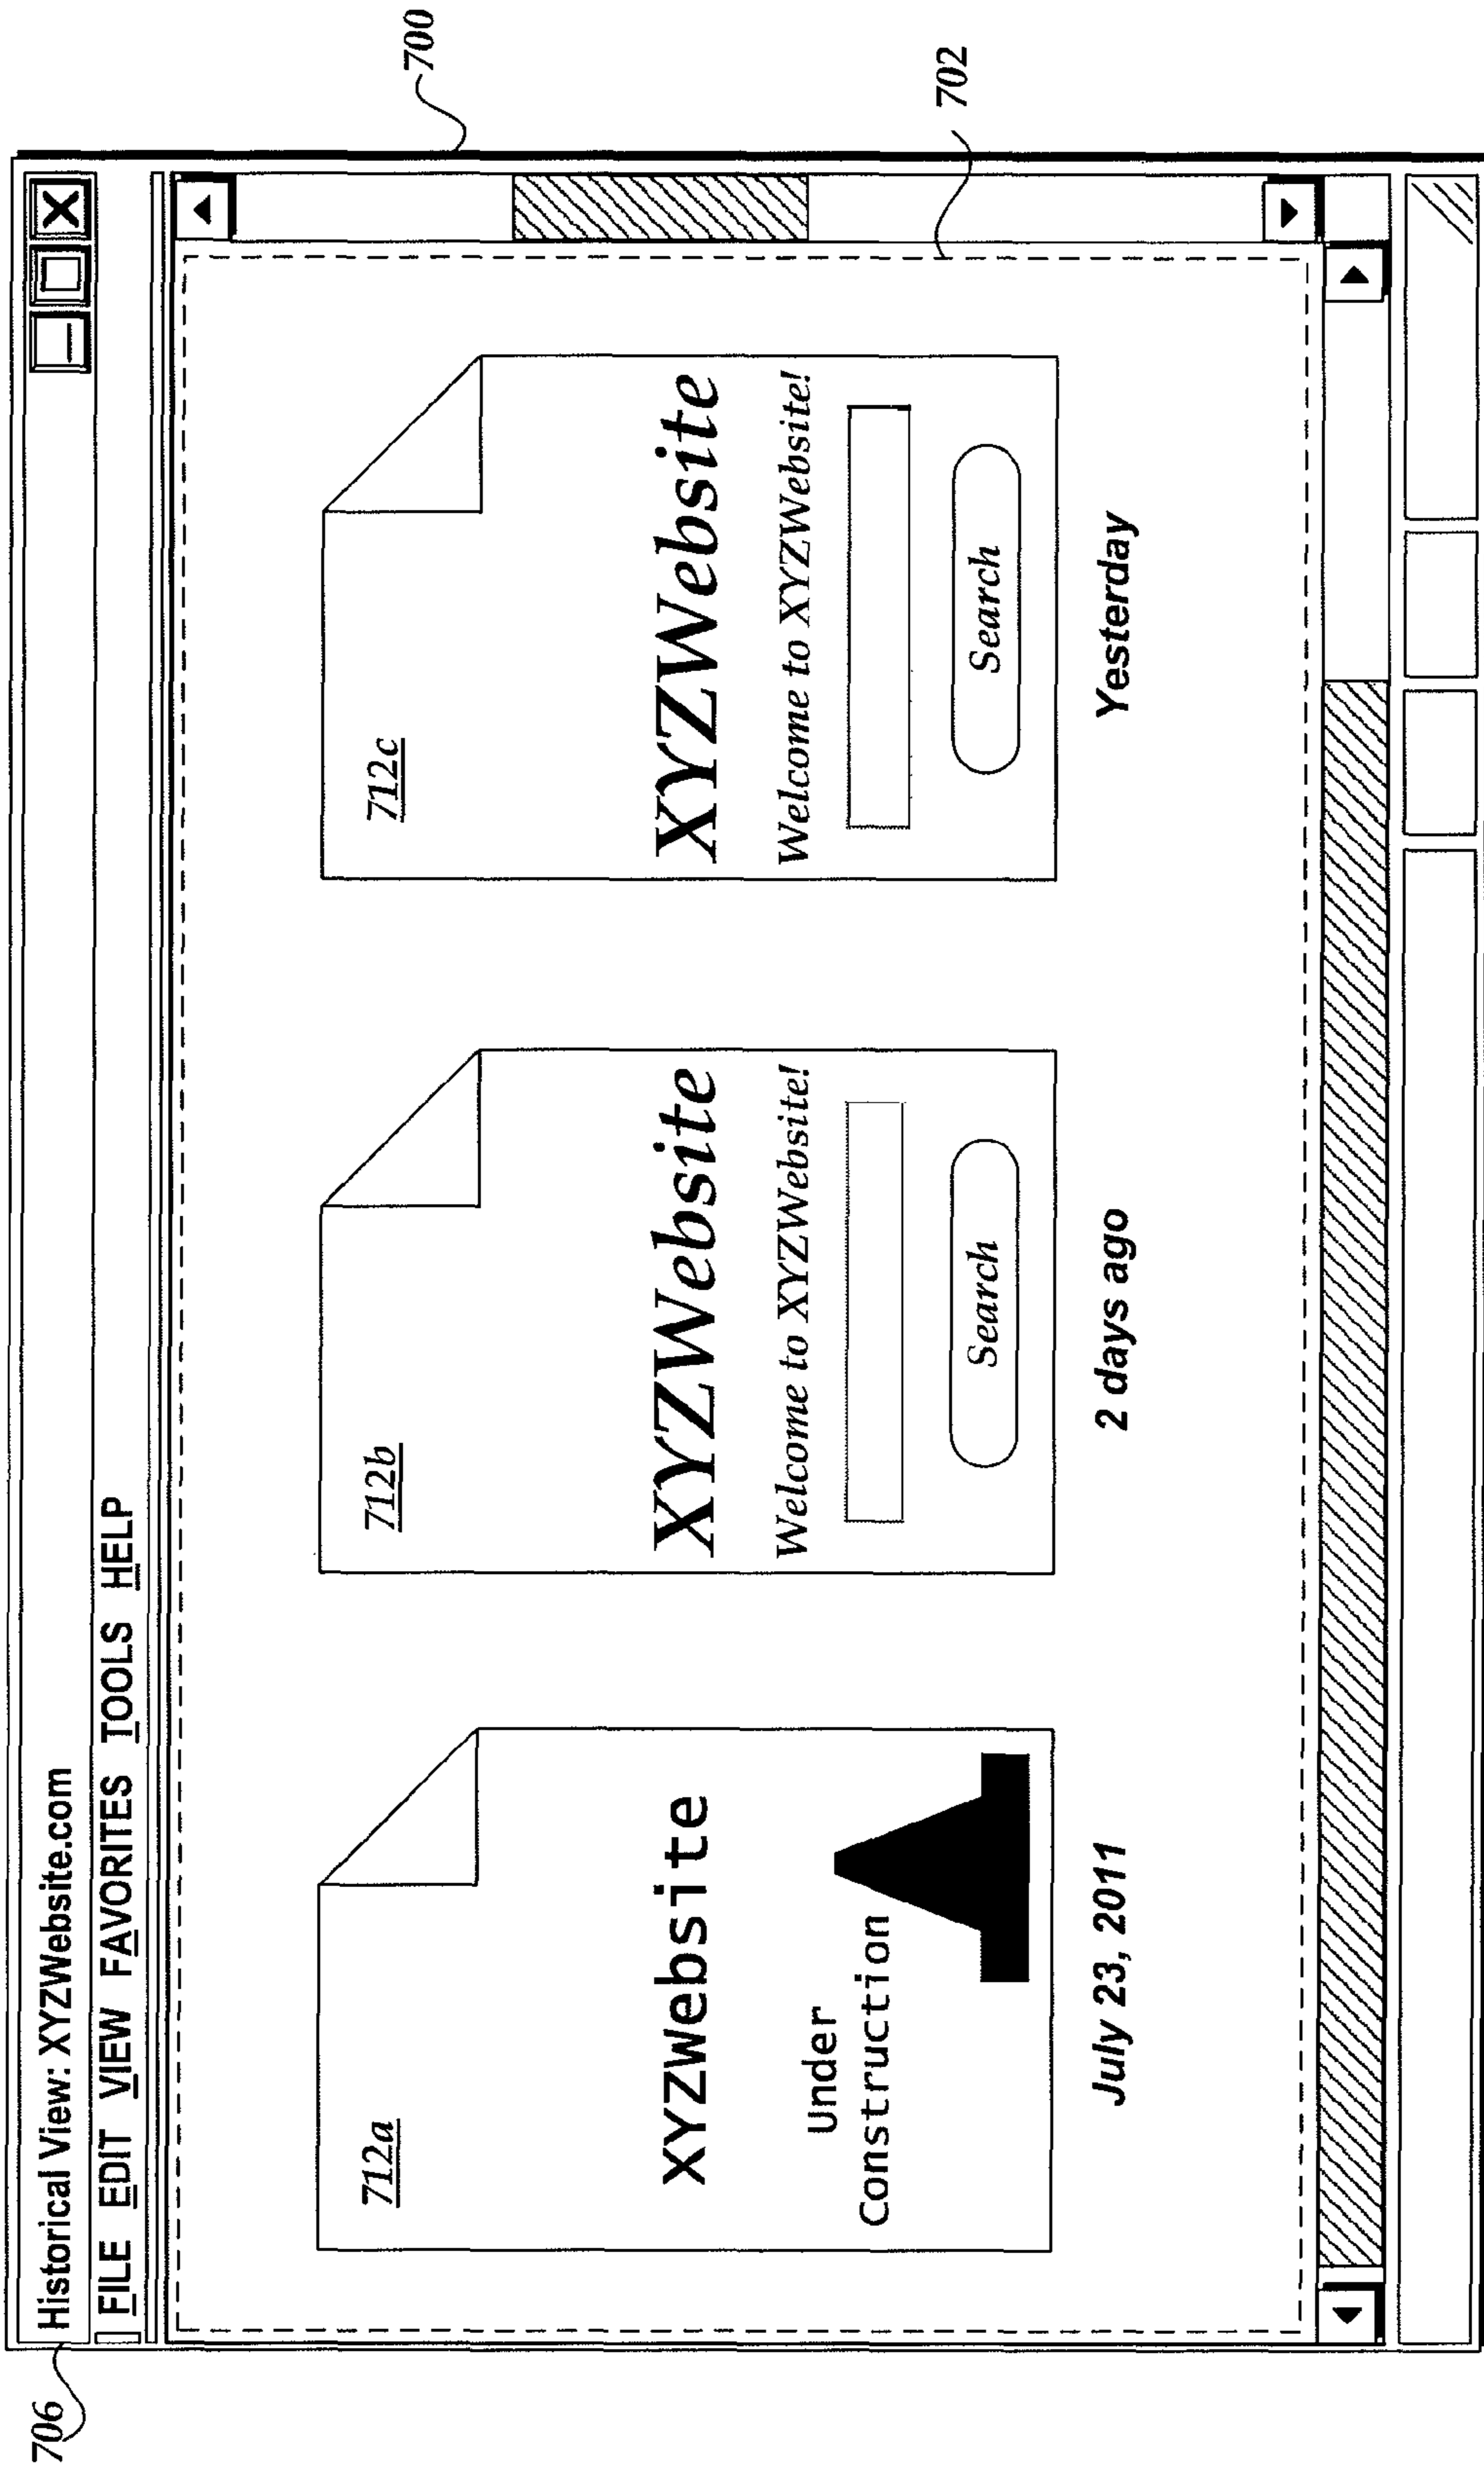 706
Historical View: XYZWebsite.com
FILE EDIT VIEW FAVORITES TOOLS HELP
700
702
712a
XYZWebsite
Under
Construction
July 23, 2011
712b
XYZWebsite
Welcome to XYZWebsite!
Search
2 days ago
712c
XYZWebsite
Welcome to XYZWebsite!
Search
Yesterday